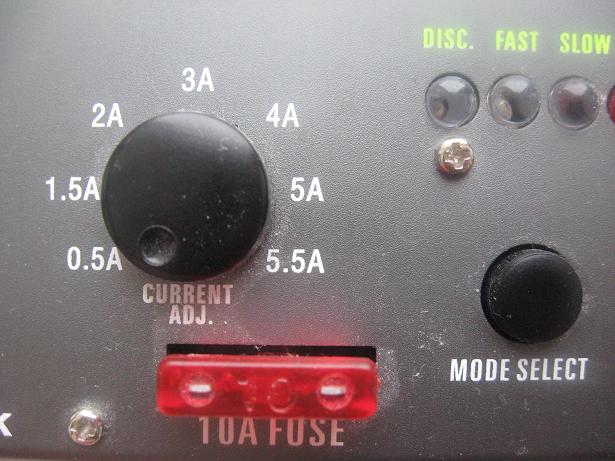 DISC. FAST SLOW
3A
2A 4A
1.5A 5A
0.5A 5.5A
CURRENT
ADJ.
MODE SELECT
10A FUSE